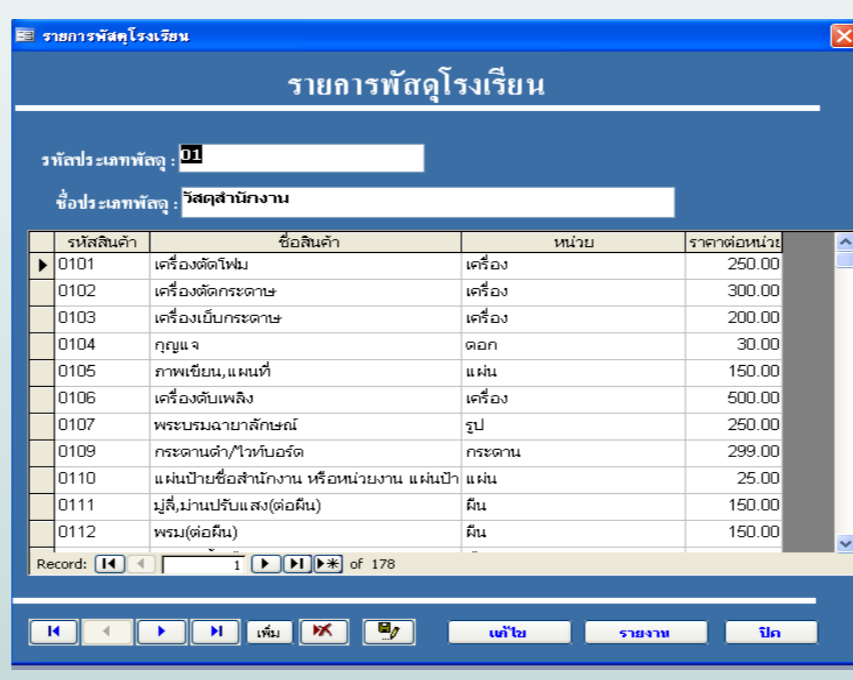 รายการพัสดุโรงเรียน
รายการพัสดุโรงเรียน
รหัสประเภทพัสดุ : 01
ชื่อประเภทพัสดุ : วัสดุสำนักงาน
รหัสสินค้า ชื่อสินค้า หน่วย ราคาต่อหน่วย
0101 เครื่องตัดโฟม เครื่อง 250.00
0102 เครื่องตัดกระดาษ เครื่อง 300.00
0103 เครื่องเย็บกระดาษ เครื่อง 200.00
0104 กุญแจ ดอก 30.00
0105 ภาพเขียน,แผนที่ แผ่น 150.00
0106 เครื่องดับเพลิง เครื่อง 500.00
0107 พระบรมฉายาลักษณ์ รูป 250.00
0109 กระดานดำ/ไวท์บอร์ด กระดาน 299.00
0110 แผ่นป้ายชื่อสำนักงาน หรือหน่วยงาน แผ่นป้า แผ่น 25.00
0111 มู่ลี่,ม่านปรับแสง(ต่อผืน) ผืน 150.00
0112 พรม(ต่อผืน) ผืน 150.00
Record: 1 of 178
เพิ่ม แก้ไข รายงาน ปิด